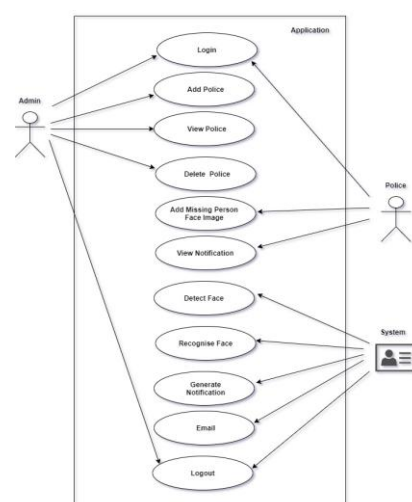 Application
Login
Admin
Add Police
View Police
Delete Police
Police
Add Missing Person
Face Image
View Notification
Detect Face
System
Recognise Face
Generate
Notification
Email
Logout